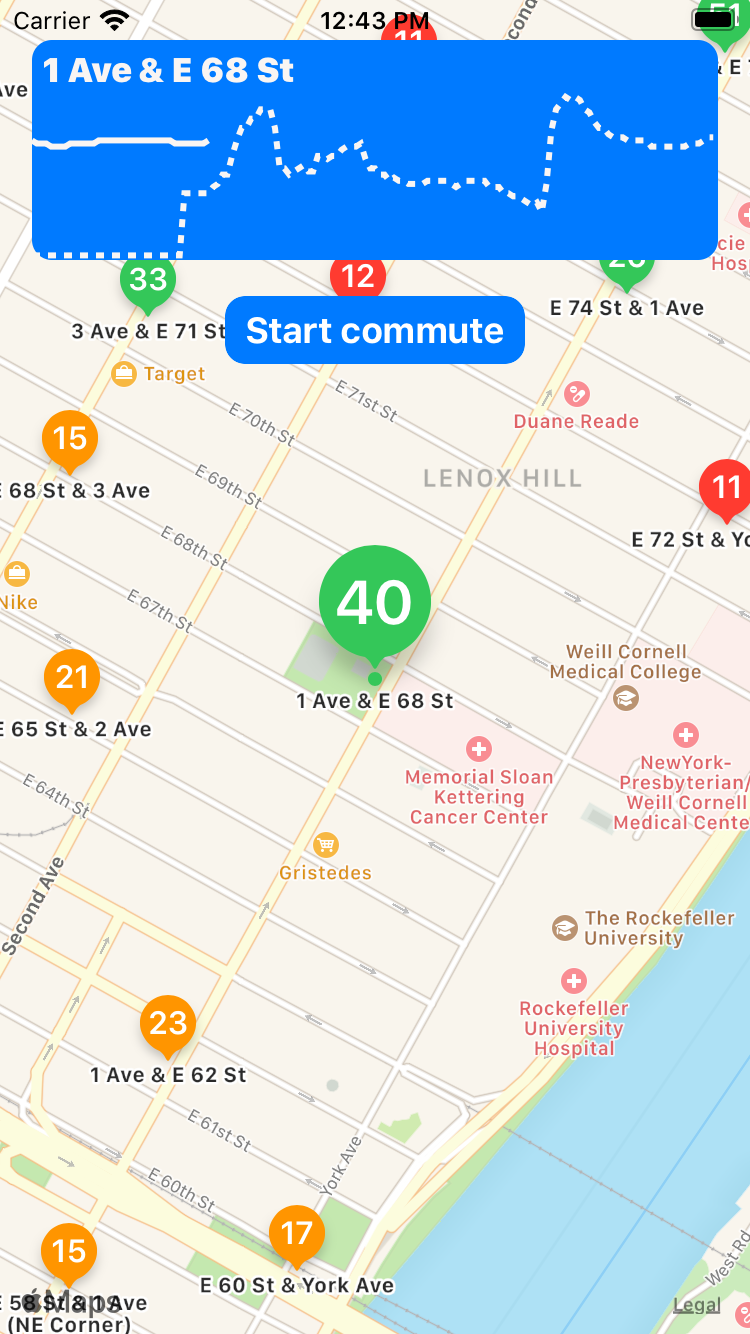 Carrier
12:43 PM
11
51
1 Ave & E 68 St
33
12
3 Ave & E 71 St
E 74 St & 1 Ave
Start commute
Target
E 71st St
E 70th St
Duane Reade
15
E 68 St & 3 Ave
E 69th St
LENOX HILL
11
E 72 St & Yo
E 68th St
40
Nike
E 67th St
Weill Cornell
Medical College
21
1 Ave & E 68 St
E 65 St & 2 Ave
Memorial Sloan
Kettering
Cancer Center
NewYork-
Presbyterian/
Weill Cornell
Medical Cente
E 64th St
Gristedes
Second Ave
The Rockefeller
University
Rockefeller
University
Hospital
23
1 Ave & E 62 St
E 61st St
York Ave
E 60th St
17
E 60 St & York Ave
15
E 58 St & 1 Ave
(NE Corner)
Maps
West Rd
Legal